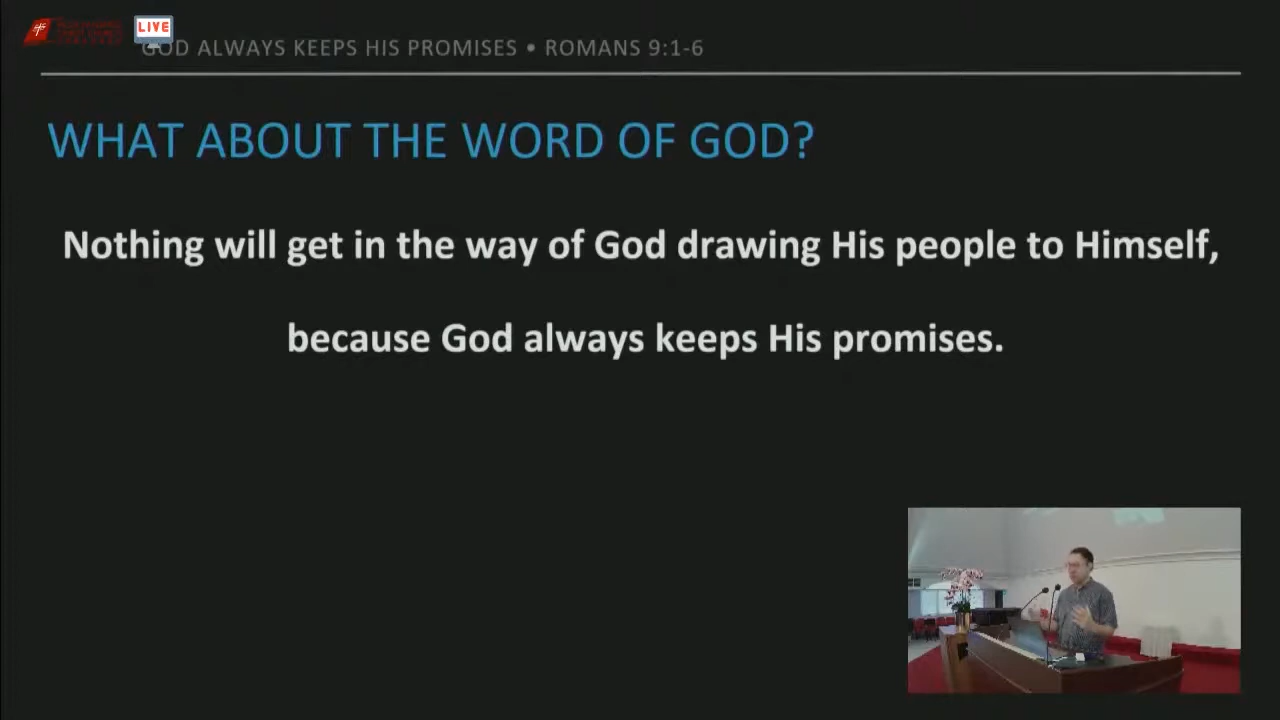 LIVE
GOD ALWAYS KEEPS HIS PROMISES • ROMANS 9:1-6
WHAT ABOUT THE WORD OF GOD?
Nothing will get in the way of God drawing His people to Himself,
because God always keeps His promises.